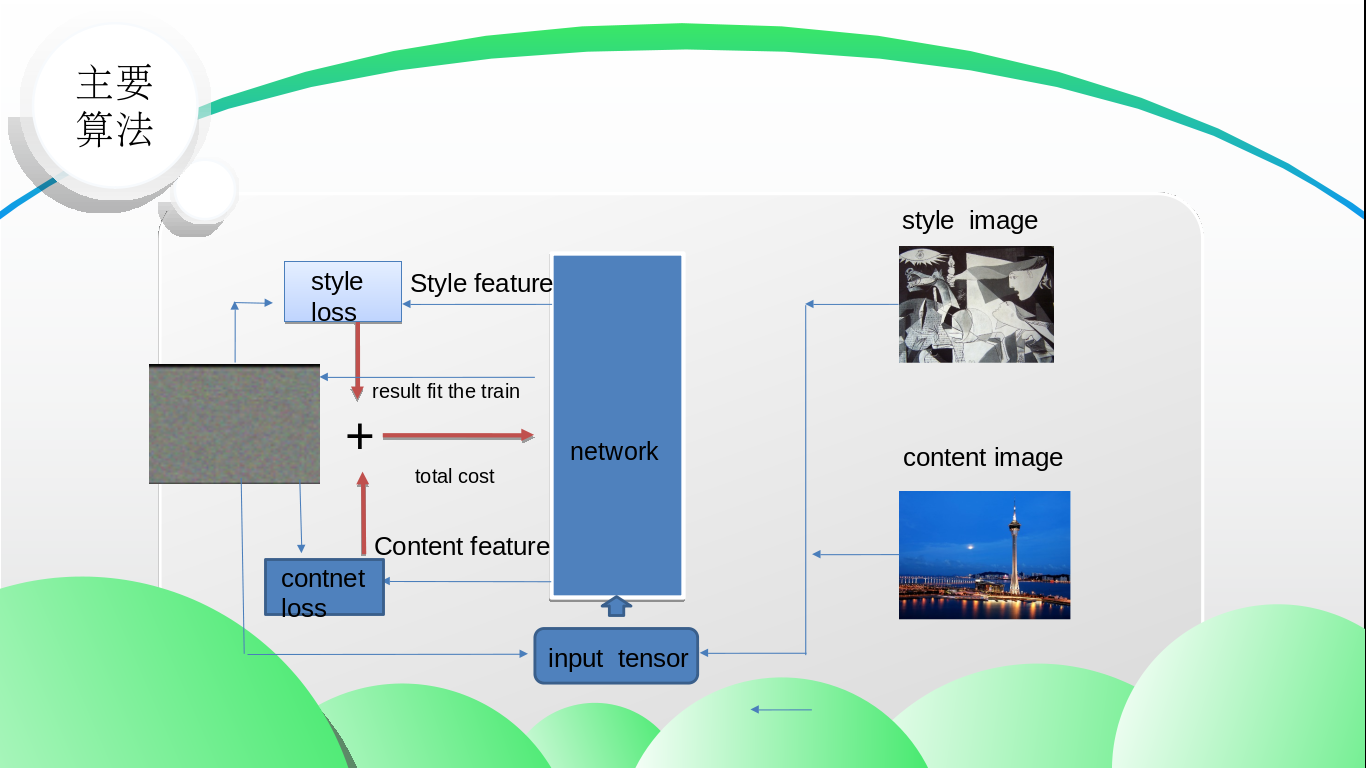 主要
算法
style  image
style
loss
Style feature
result fit the train
+
network
total cost
content image
Content feature
contnet
loss
input  tensor